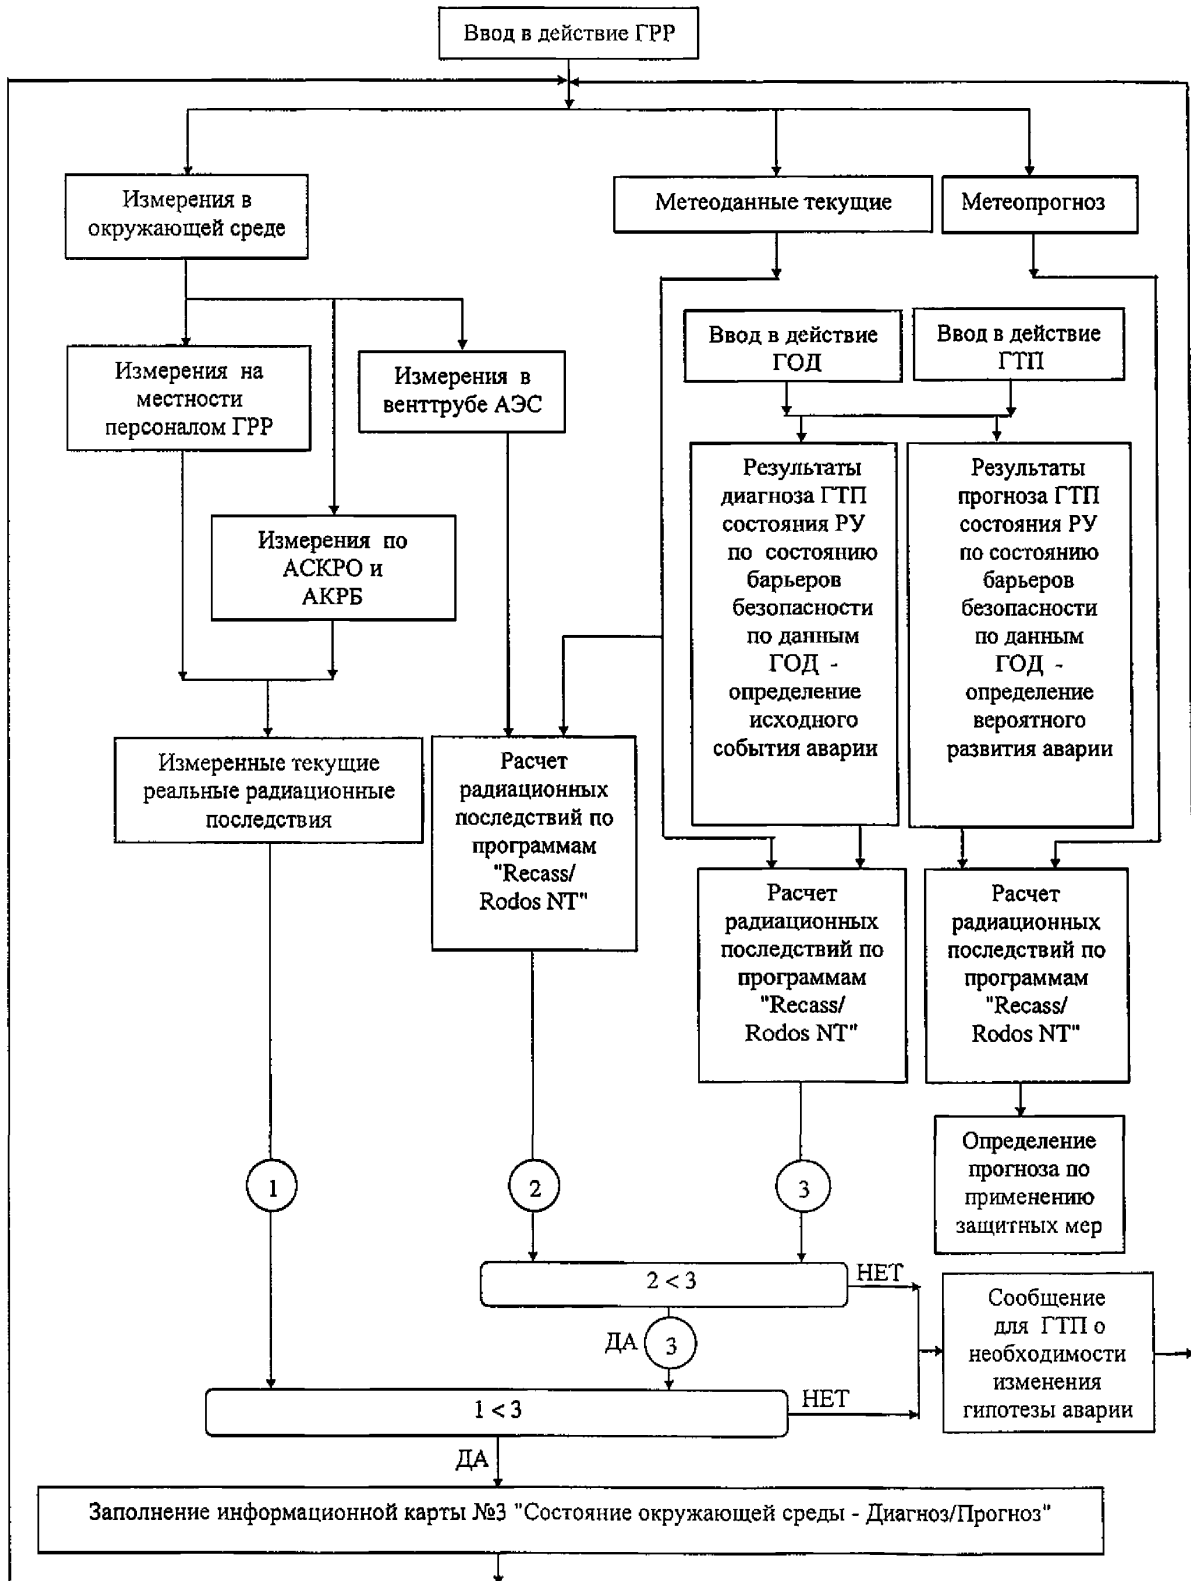 Ввод в действие ГРР
Измерения в
окружающей среде
Метеоданные текущие
Метеопрогноз
Измерения на
местности
персоналом ГРР
Измерения в
венттрубе АЭС
Ввод в действие
ГОД
Ввод в действие
ГТП
Измерения по
АСКРО и
АКРБ
Результаты
диагноза ГТП
состояния РУ
по состоянию
барьеров
безопасности
по данным
ГОД -
определение
исходного
события аварии
Результаты
прогноза ГТП
состояния РУ
по состоянию
барьеров
безопасности
по данным
ГОД -
определение
вероятного
развития аварии
Измеренные текущие
реальные радиационные
последствия
Расчет
радиационных
последствий по
программам
"Recass/
Rodos NT"
Расчет
радиационных
последствий по
программам
"Recass/
Rodos NT"
Расчет
радиационных
последствий по
программам
"Recass/
Rodos NT"
Определение
прогноза по
применению
защитных мер
1
2
3
2 < 3
НЕТ
ДА
3
Сообщение
для ГТП о
необходимости
изменения
гипотезы аварии
1 < 3
НЕТ
ДА
Заполнение информационной карты №3 "Состояние окружающей среды - Диагноз/Прогноз"